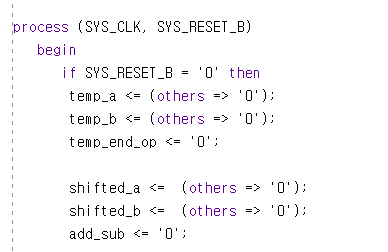 process (SYS_CLK, SYS_RESET_B)
begin
if SYS_RESET_B = '0' then
temp_a <= (others => '0');
temp_b <= (others => '0');
temp_end_op <= '0';
shifted_a <= (others => '0');
shifted_b <= (others => '0');
add_sub <= '0';